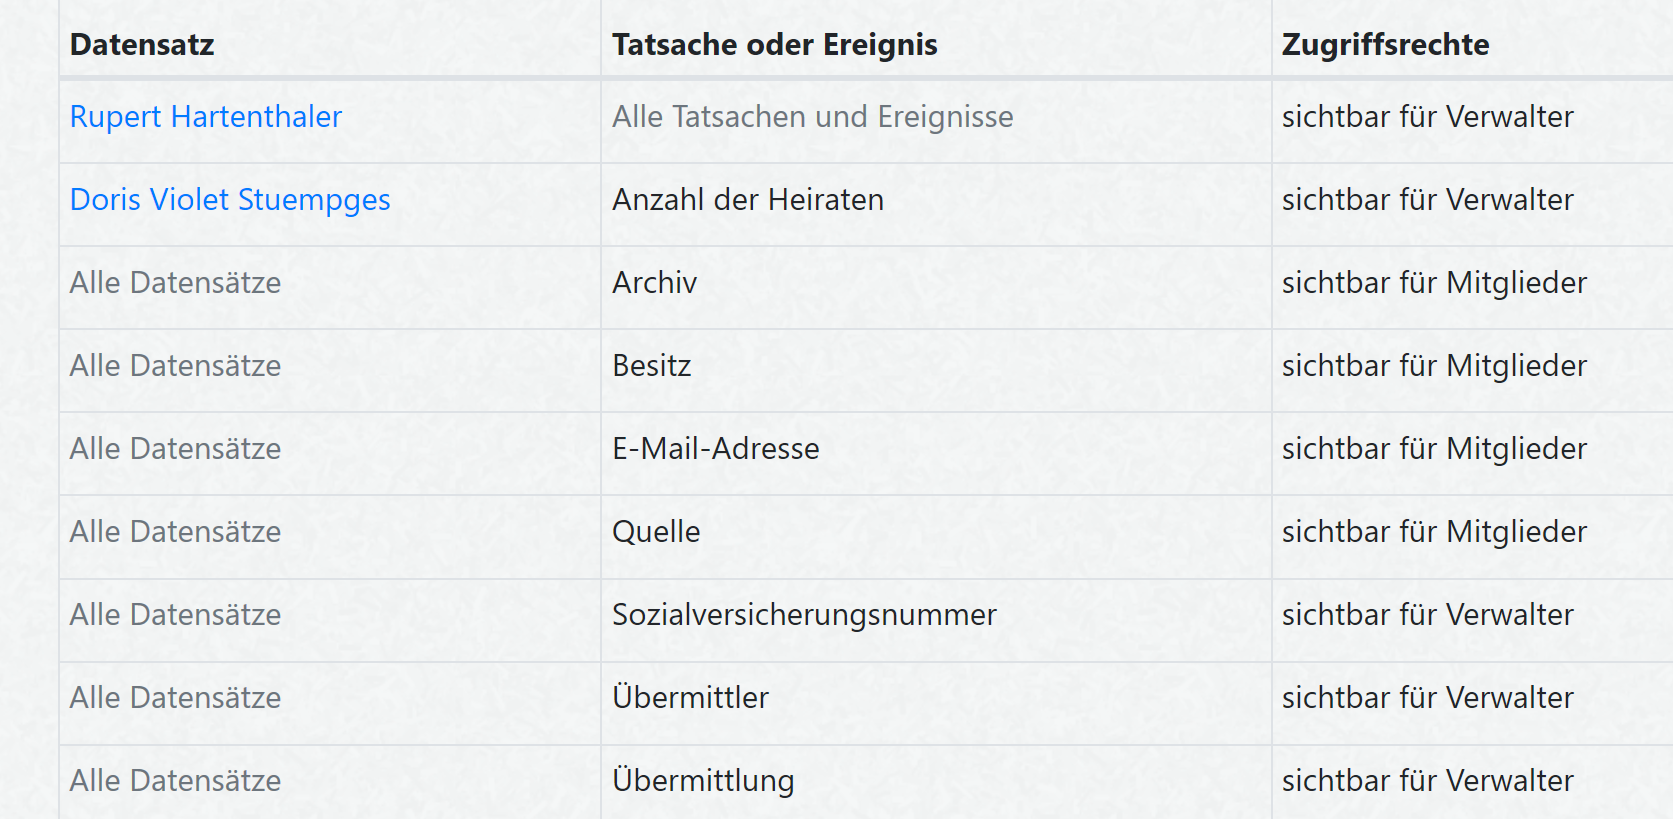 Datensatz Tatsache oder Ereignis Zugriffsrechte
Rupert Hartenthaler Alle Tatsachen und Ereignisse sichtbar für Verwalter
Doris Violet Stuempges Anzahl der Heiraten sichtbar für Verwalter
Alle Datensätze Archiv sichtbar für Mitglieder
Alle Datensätze Besitz sichtbar für Mitglieder
Alle Datensätze E-Mail-Adresse sichtbar für Mitglieder
Alle Datensätze Quelle sichtbar für Mitglieder
Alle Datensätze Sozialversicherungsnummer sichtbar für Verwalter
Alle Datensätze Übermittler sichtbar für Verwalter
Alle Datensätze Übermittlung sichtbar für Verwalter